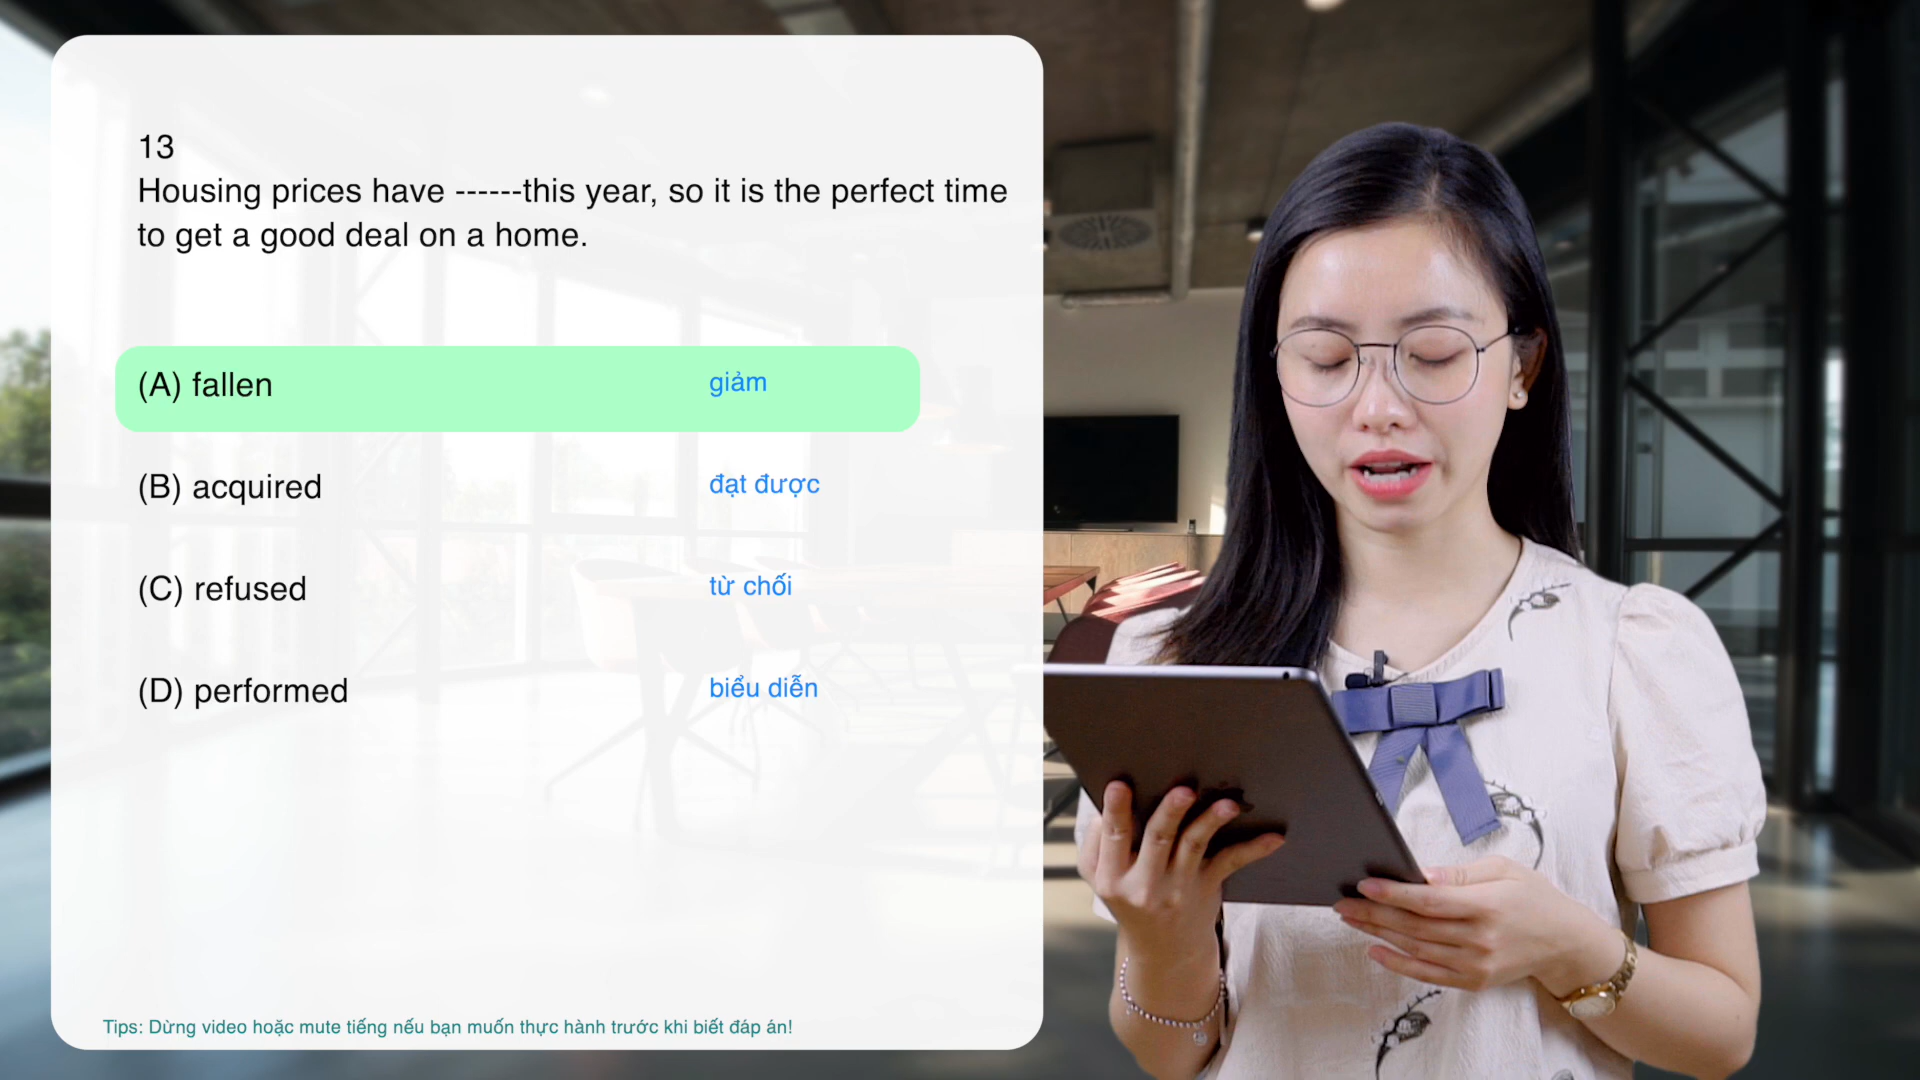 13
Housing prices have ------this year, so it is the perfect time
to get a good deal on a home.
(A) fallen giảm
(B) acquired đạt được
(C) refused từ chối
(D) performed biểu diễn
Tips: Dừng video hoặc mute tiếng nếu bạn muốn thực hành trước khi biết đáp án!